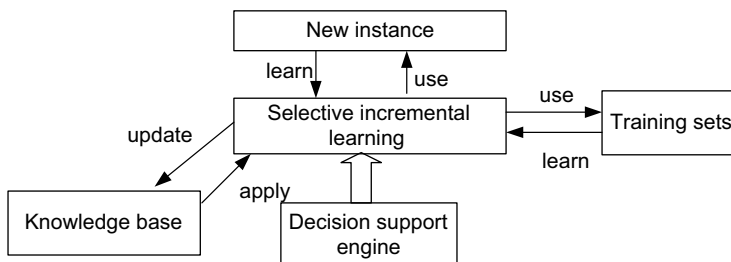 New instance
learn
use
Selective incremental
learning
use
Training sets
learn
update
apply
Knowledge base
Decision support
engine